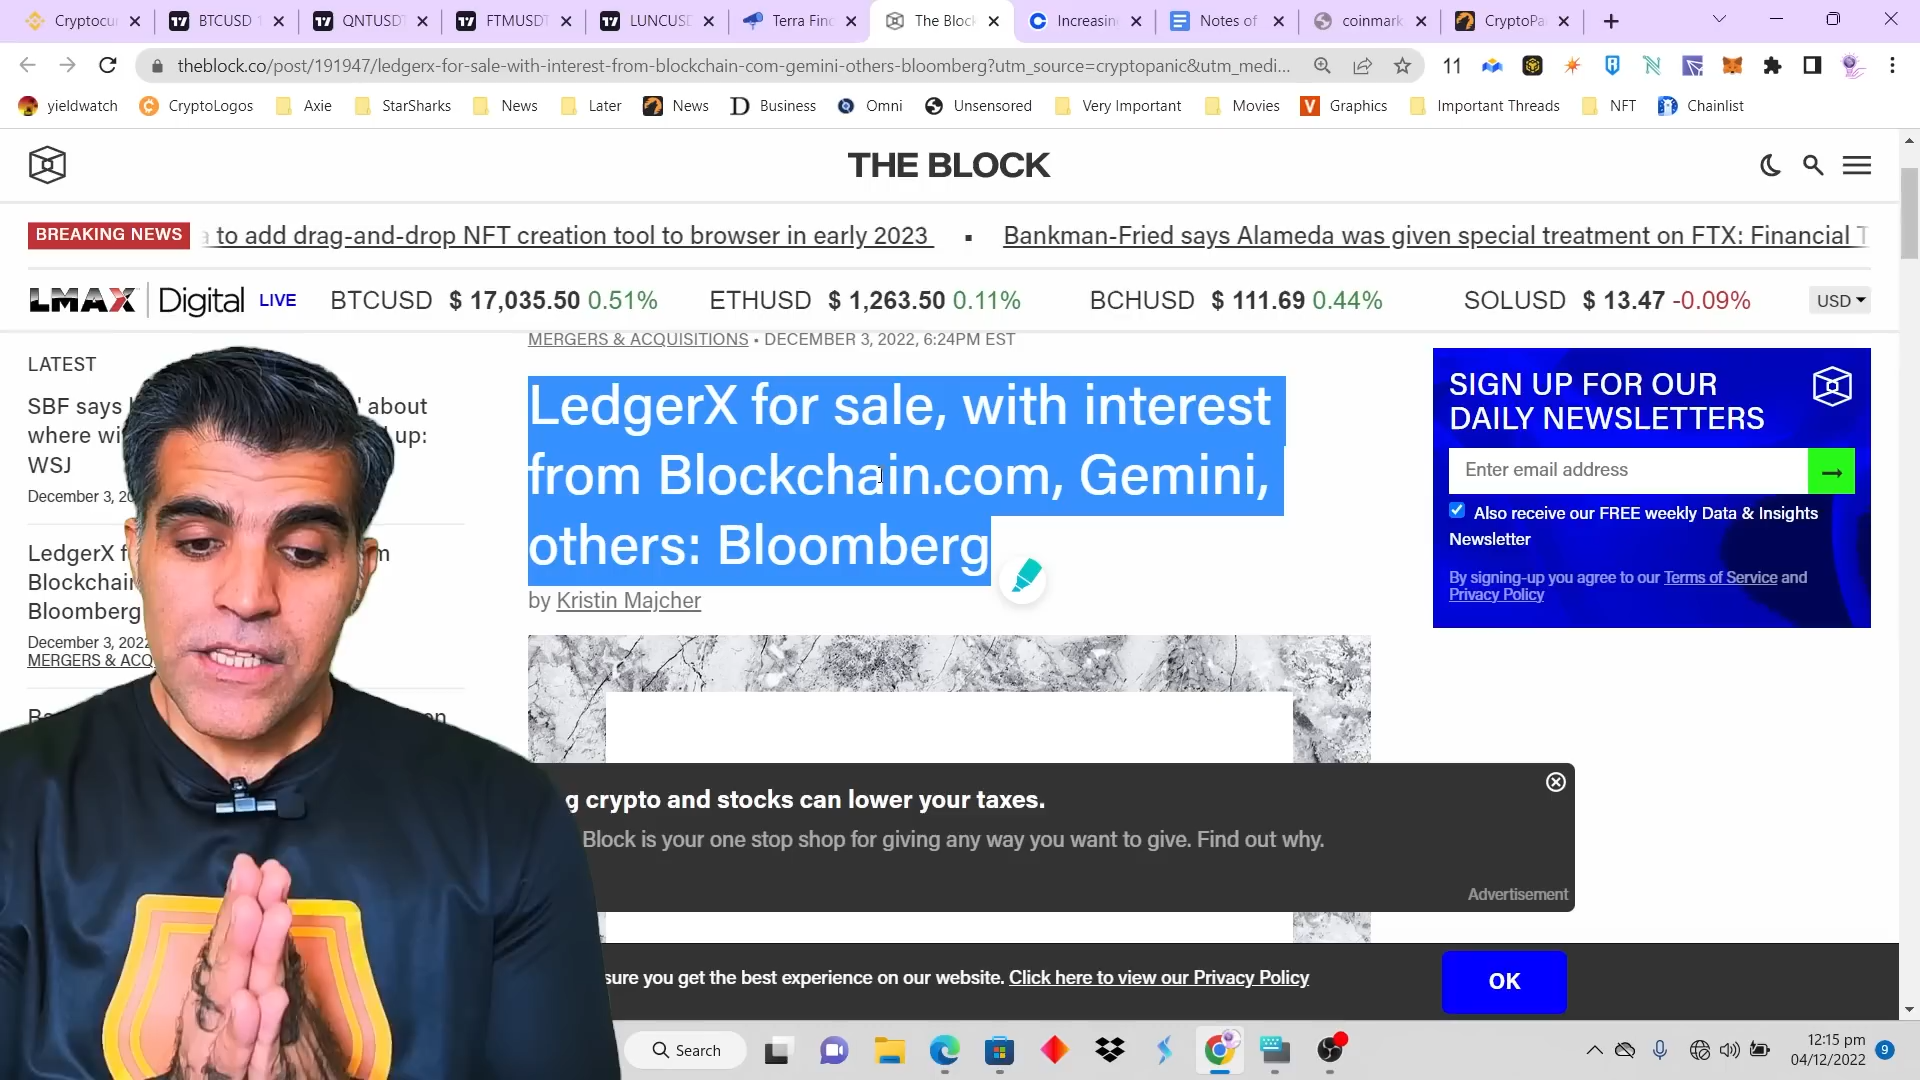 Cryptocu
BTCUSD
QNTUSDT
FTMUSDT
LUNCUSD
Terra Finc
The Bloc
Increasin
Notes of
coinmark
CryptoPa
theblock.co/post/191947/ledgerx-for-sale-with-interest-from-blockchain-com-gemini-others-bloomberg?utm_source=cryptopanic&utm_medi...
11
yieldwatch
CryptoLogos
Axie
StarSharks
News
Later
News
Business
Omni
Unsensored
Very Important
Movies
Graphics
Important Threads
NFT
Chainlist
THE BLOCK
BREAKING NEWS
to add drag-and-drop NFT creation tool to browser in early 2023 ▪ Bankman-Fried says Alameda was given special treatment on FTX: Financial T
LMAX Digital LIVE BTCUSD $ 17,035.50 0.51% ETHUSD $ 1,263.50 0.11% BCHUSD $ 111.69 0.44% SOLUSD $ 13.47 -0.09% USD
MERGERS & ACQUISITIONS • DECEMBER 3, 2022, 6:24PM EST
LedgerX for sale, with interest
from Blockchain.com, Gemini,
others: Bloomberg
by Kristin Majcher
LATEST
SBF says about
where wi up:
WSJ
December 3, 20
LedgerX f m
Blockchain
Bloomberg
December 3, 2022
MERGERS & ACQ
SIGN UP FOR OUR
DAILY NEWSLETTERS
Enter email address
Also receive our FREE weekly Data & Insights
Newsletter
By signing-up you agree to our Terms of Service and
Privacy Policy
g crypto and stocks can lower your taxes.
Block is your one stop shop for giving any way you want to give. Find out why.
Advertisement
sure you get the best experience on our website. Click here to view our Privacy Policy
OK
Search
12:15 pm
04/12/2022
9